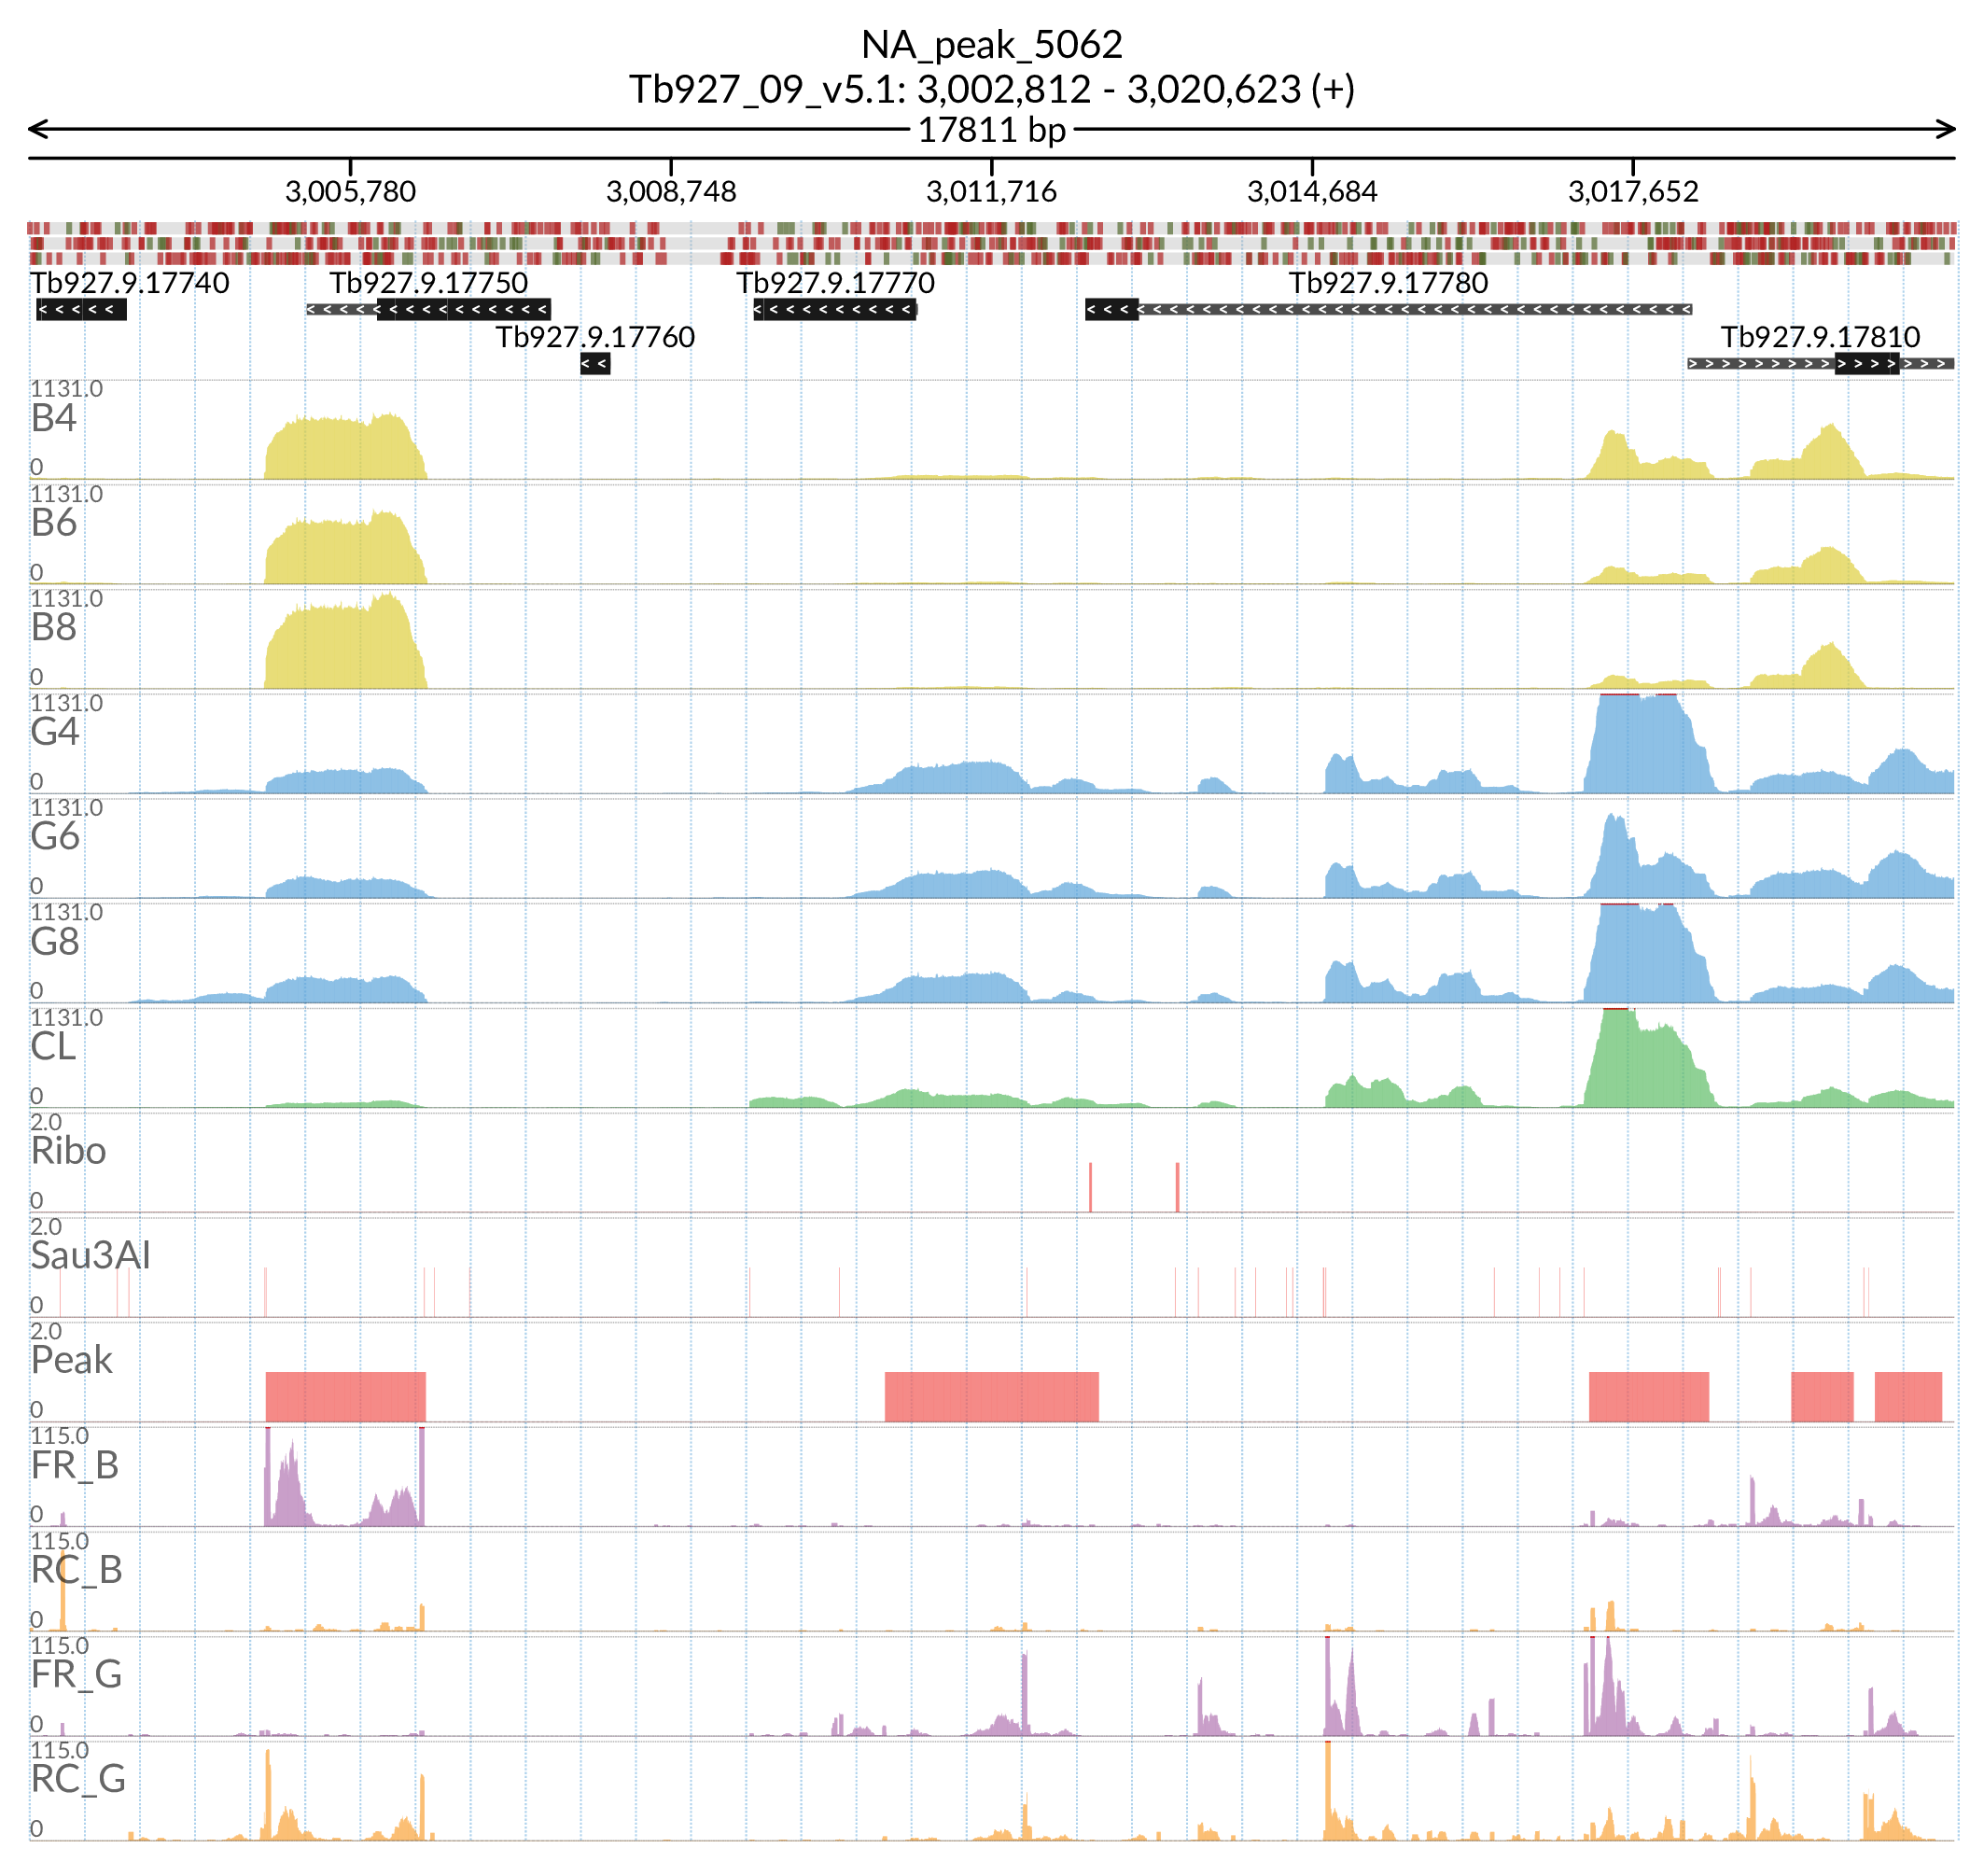 NA_peak_5062
Tb927_09_v5.1: 3,002,812 - 3,020,623 (+)
17811 bp
3,005,780 3,008,748 3,011,716 3,014,684 3,017,652
Tb927.9.17740 Tb927.9.17750 Tb927.9.17770 Tb927.9.17780
Tb927.9.17760 Tb927.9.17810
1131.0
B4
0
1131.0
B6
0
1131.0
B8
0
1131.0
G4
0
1131.0
G6
0
1131.0
G8
0
1131.0
CL
0
2.0
Ribo
0
2.0
Sau3AI
0
2.0
Peak
0
115.0
FR_B
0
115.0
RC_B
0
115.0
FR_G
0
115.0
RC_G
0